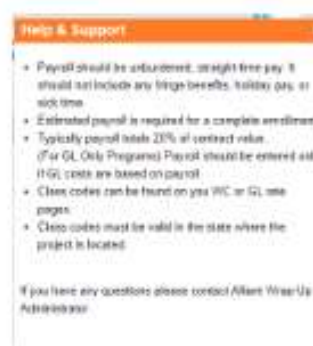 Help & Support
• Payroll should be unburdened, straight time pay. It
should not include any fringe benefits, holiday pay, or
sick time
• Estimated payroll is required for a complete enrollment
• Typically payroll totals 20% of contract value.
(For GL Only Programs) Payroll should be entered
if GL costs are based on payroll
• Class codes can be found on you WC or GL rate
pages
• Class codes must be valid in the state where the
project is located
If you have any questions please contact Alliant Wrap-Up
Administrator